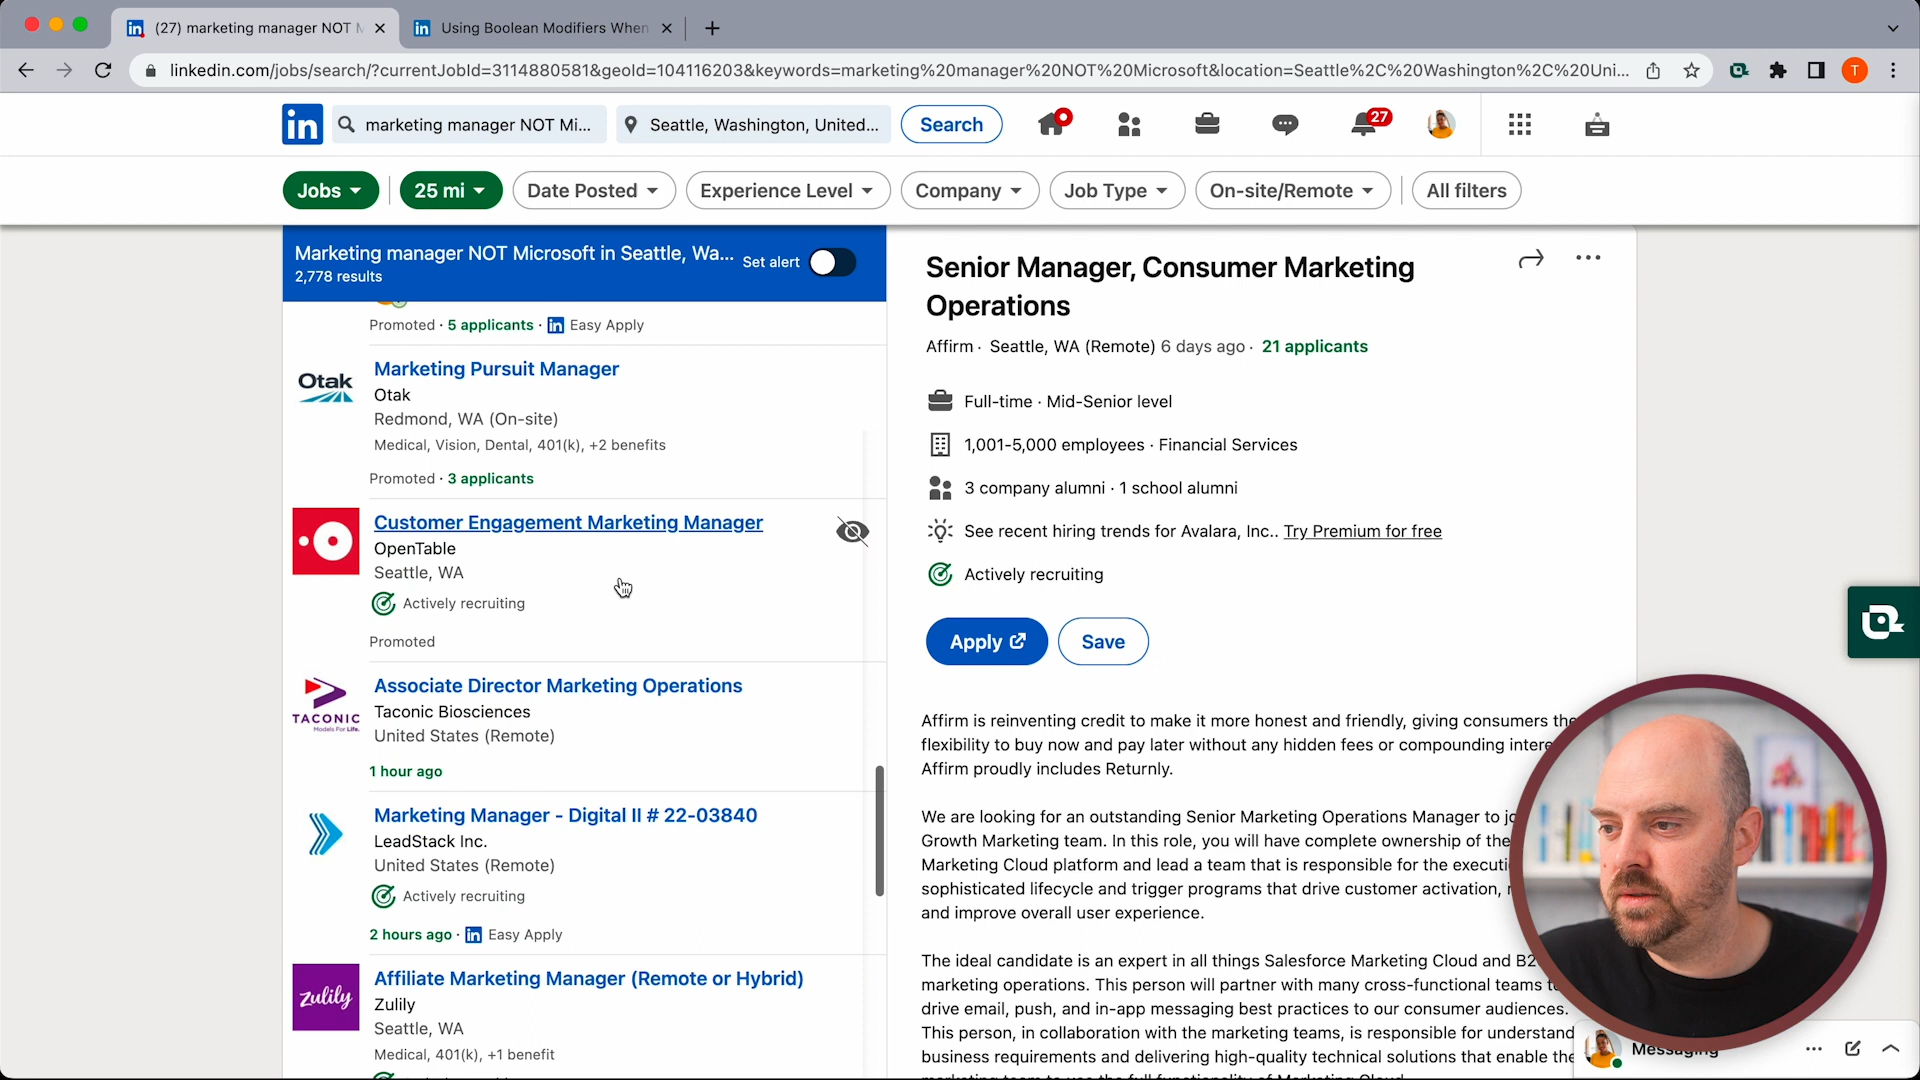 (27) marketing manager NOT M
Using Boolean Modifiers When
linkedin.com/jobs/search/?currentJobId=3114880581&geoId=104116203&keywords=marketing%20manager%20NOT%20Microsoft&location=Seattle%2C%20Washington%2C%20Uni...
T
in
marketing manager NOT Mi...
Seattle, Washington, United...
Search
27
Jobs
25 mi
Date Posted
Experience Level
Company
Job Type
On-site/Remote
All filters
Marketing manager NOT Microsoft in Seattle, Wa...
2,778 results
Set alert
Promoted · 5 applicants · in Easy Apply
Otak
Marketing Pursuit Manager
Otak
Redmond, WA (On-site)
Medical, Vision, Dental, 401(k), +2 benefits
Promoted · 3 applicants
Customer Engagement Marketing Manager
OpenTable
Seattle, WA
Actively recruiting
Promoted
TACONIC
Models For Life.
Associate Director Marketing Operations
Taconic Biosciences
United States (Remote)
1 hour ago
Marketing Manager - Digital II # 22-03840
LeadStack Inc.
United States (Remote)
Actively recruiting
2 hours ago · in Easy Apply
zulily
Affiliate Marketing Manager (Remote or Hybrid)
Zulily
Seattle, WA
Medical, 401(k), +1 benefit
Senior Manager, Consumer Marketing
Operations
Affirm · Seattle, WA (Remote) 6 days ago · 21 applicants
Full-time · Mid-Senior level
1,001-5,000 employees · Financial Services
3 company alumni · 1 school alumni
See recent hiring trends for Avalara, Inc.. Try Premium for free
Actively recruiting
Apply
Save
Affirm is reinventing credit to make it more honest and friendly, giving consumers the
flexibility to buy now and pay later without any hidden fees or compounding intere
Affirm proudly includes Returnly.
We are looking for an outstanding Senior Marketing Operations Manager to jo
Growth Marketing team. In this role, you will have complete ownership of the
Marketing Cloud platform and lead a team that is responsible for the executi
sophisticated lifecycle and trigger programs that drive customer activation,
and improve overall user experience.
The ideal candidate is an expert in all things Salesforce Marketing Cloud and B2
marketing operations. This person will partner with many cross-functional teams t
drive email, push, and in-app messaging best practices to our consumer audiences.
This person, in collaboration with the marketing teams, is responsible for understand
business requirements and delivering high-quality technical solutions that enable the
Messaging